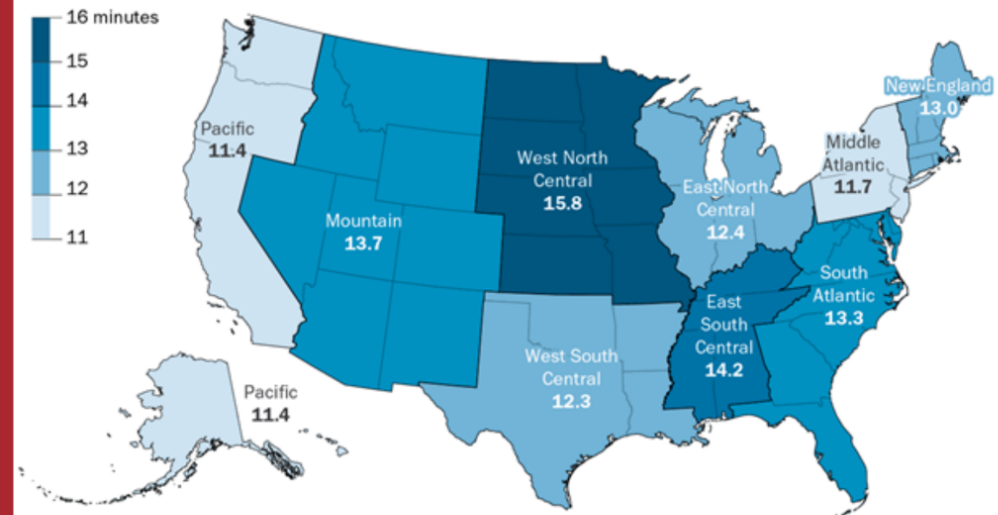 16 minutes
15
14
13
12
11
Pacific
11.4
Mountain
13.7
West North
Central
15.8
East North
Central
12.4
New England
13.0
Middle
Atlantic
11.7
South
Atlantic
13.3
East
South
Central
14.2
West South
Central
12.3
Pacific
11.4